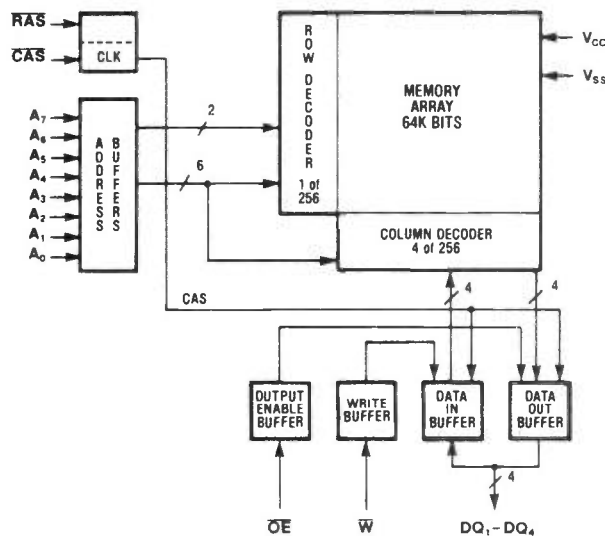 RAS
CAS
CLK
A7
A6
A5
A4
A3
A2
A1
A0
ADDRESS
BUFFERS
2
6
ROW
DECODER
1 of
256
MEMORY
ARRAY
64K BITS
VCC
VSS
COLUMN DECODER
4 of 256
4
4
CAS
OUTPUT
ENABLE
BUFFER
WRITE
BUFFER
DATA
IN
BUFFER
DATA
OUT
BUFFER
4
OE
W
DQ1–DQ4